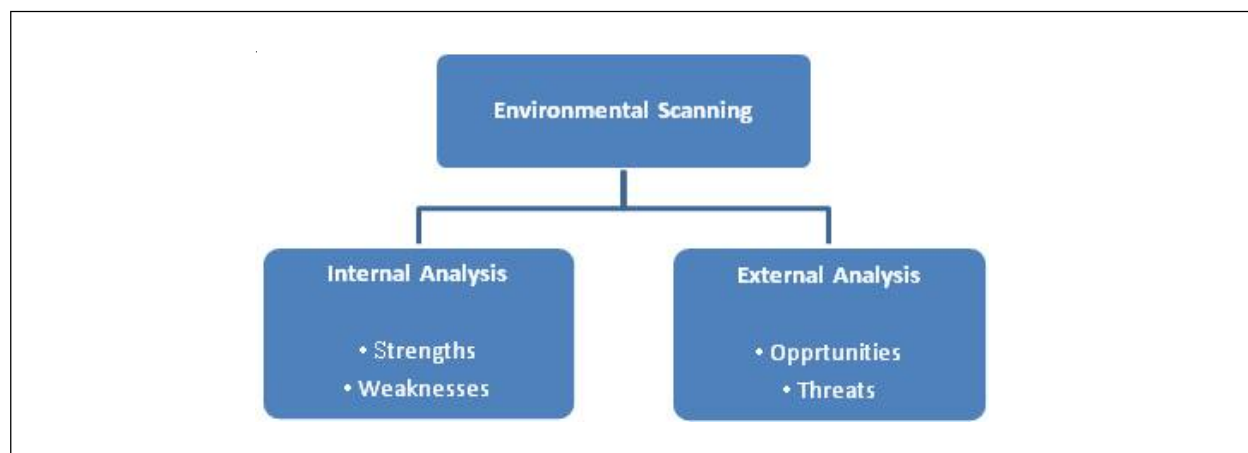 Environmental Scanning
Internal Analysis
• Strengths
• Weaknesses
External Analysis
• Opprtunities
• Threats